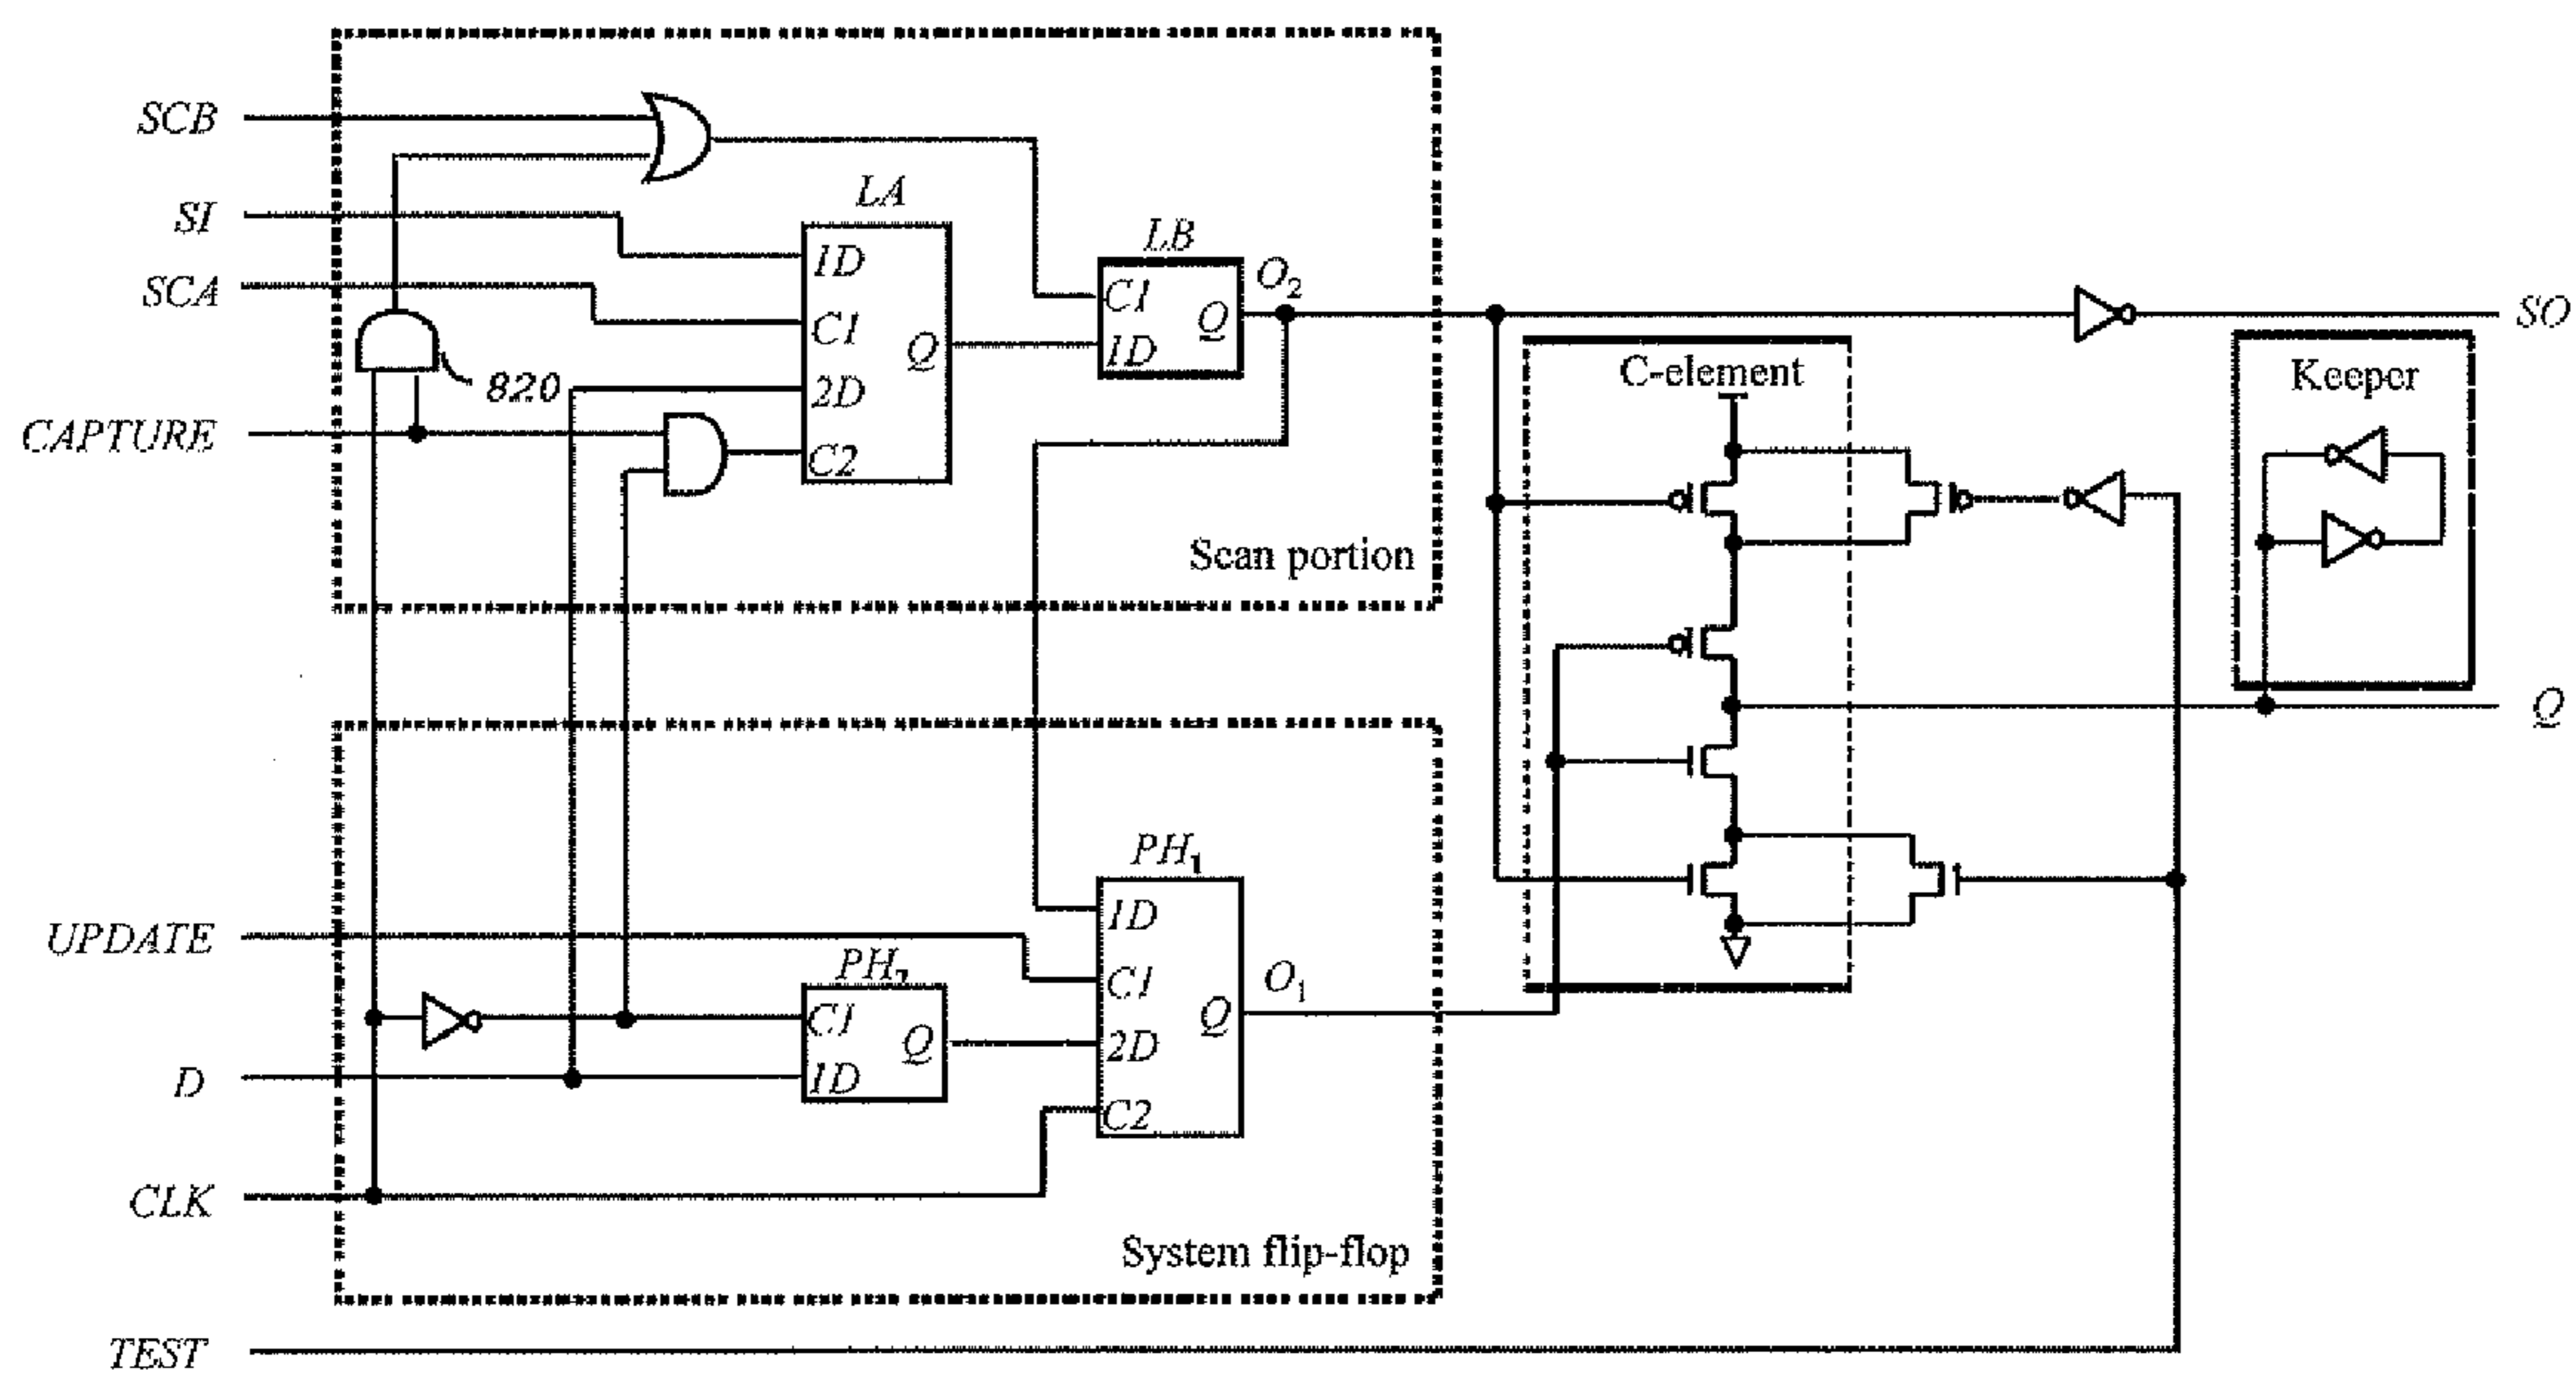 SCB
SI
SCA
CAPTURE
820
LA
1D
C1
2D
C2
Q
LB
C1
1D
Q
O2
Scan portion
C-element
Keeper
SO
Q
UPDATE
D
CLK
TEST
PH2
C1
1D
Q
PH1
1D
C1
2D
C2
Q
O1
System flip-flop